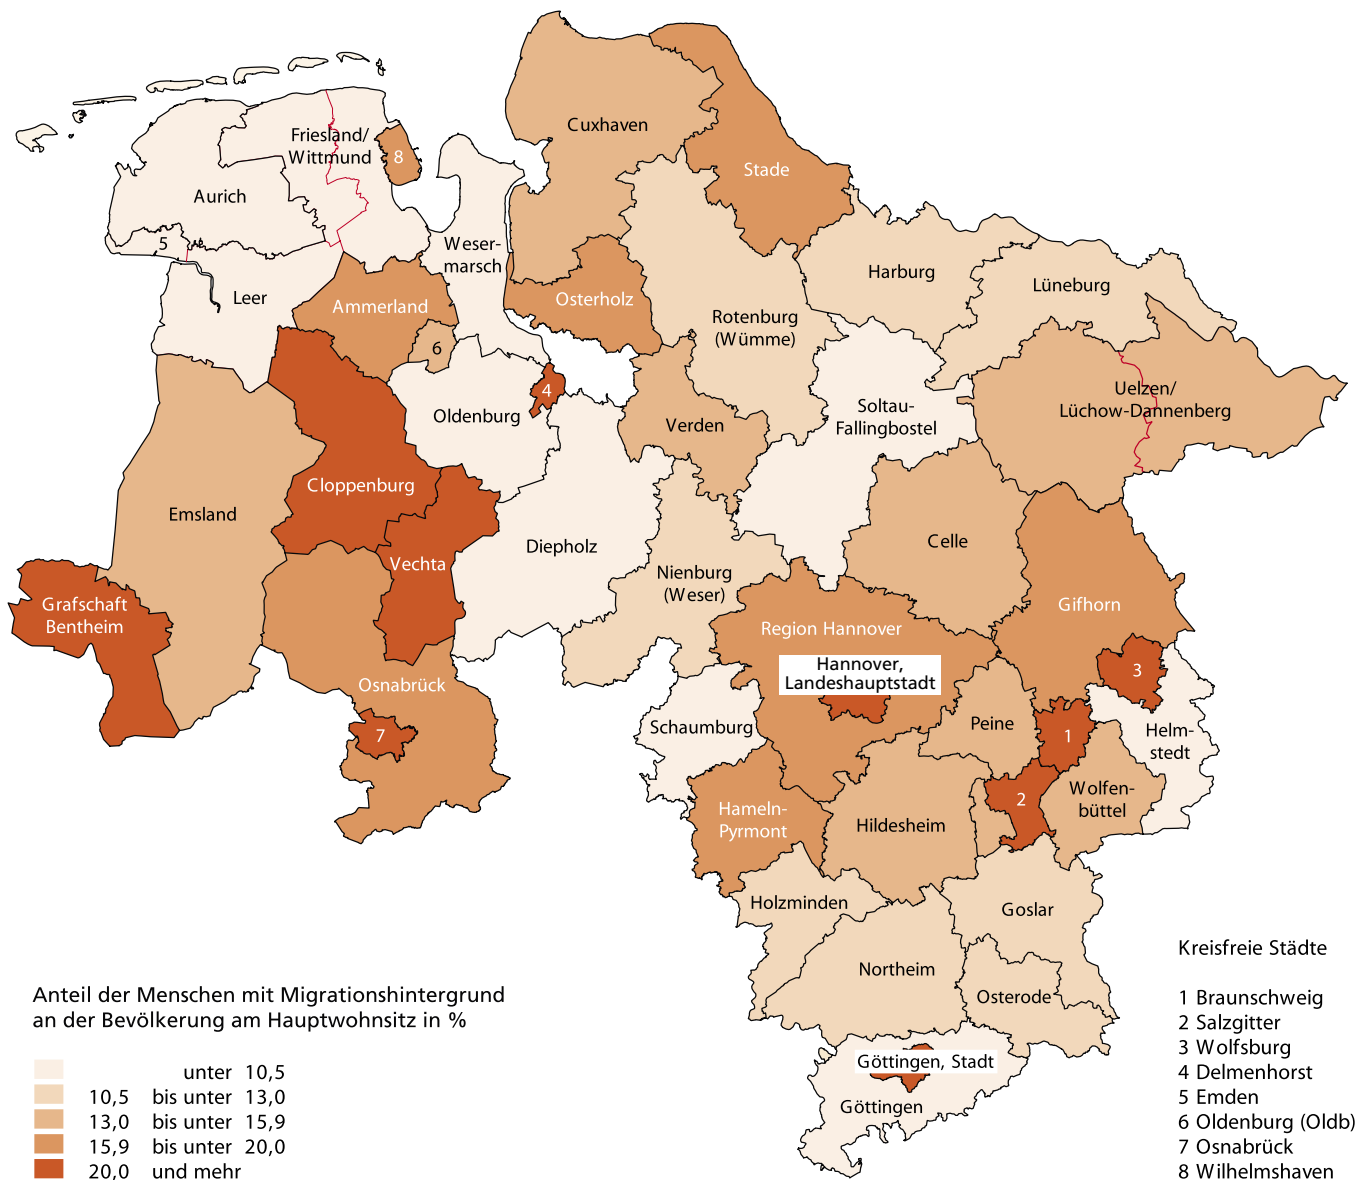 Cuxhaven
Stade
Friesland/
Wittmund
8
Aurich
5
Weser-
marsch
Leer
Ammerland
6
Osterholz
Harburg
Lüneburg
Rotenburg
(Wümme)
Oldenburg
4
Verden
Soltau-
Fallingbostel
Uelzen/
Lüchow-Dannenberg
Cloppenburg
Emsland
Vechta
Diepholz
Nienburg
(Weser)
Celle
Gifhorn
Grafschaft
Bentheim
Region Hannover
Hannover,
Landeshauptstadt
3
Osnabrück
7
Schaumburg
Peine
1
Helm-
stedt
2
Wolfen-
büttel
Hameln-
Pyrmont
Hildesheim
Holzminden
Goslar
Northeim
Osterode
Göttingen, Stadt
Göttingen
Anteil der Menschen mit Migrationshintergrund
an der Bevölkerung am Hauptwohnsitz in %
unter 10,5
10,5 bis unter 13,0
13,0 bis unter 15,9
15,9 bis unter 20,0
20,0 und mehr
Kreisfreie Städte
1 Braunschweig
2 Salzgitter
3 Wolfsburg
4 Delmenhorst
5 Emden
6 Oldenburg (Oldb)
7 Osnabrück
8 Wilhelmshaven